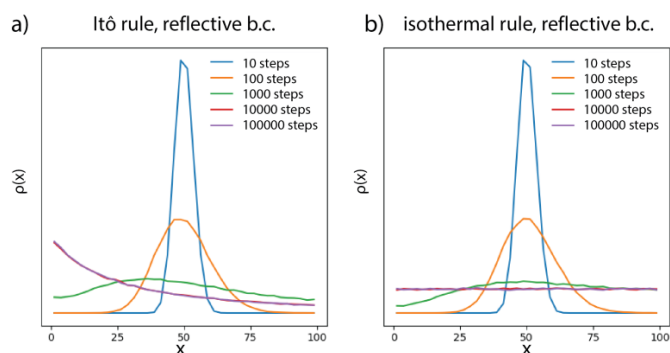 a) Itô rule, reflective b.c.
10 steps
100 steps
1000 steps
10000 steps
100000 steps
ρ(x)
0 25 50 75 100
x
b) isothermal rule, reflective b.c.
10 steps
100 steps
1000 steps
10000 steps
100000 steps
ρ(x)
0 25 50 75 100
x